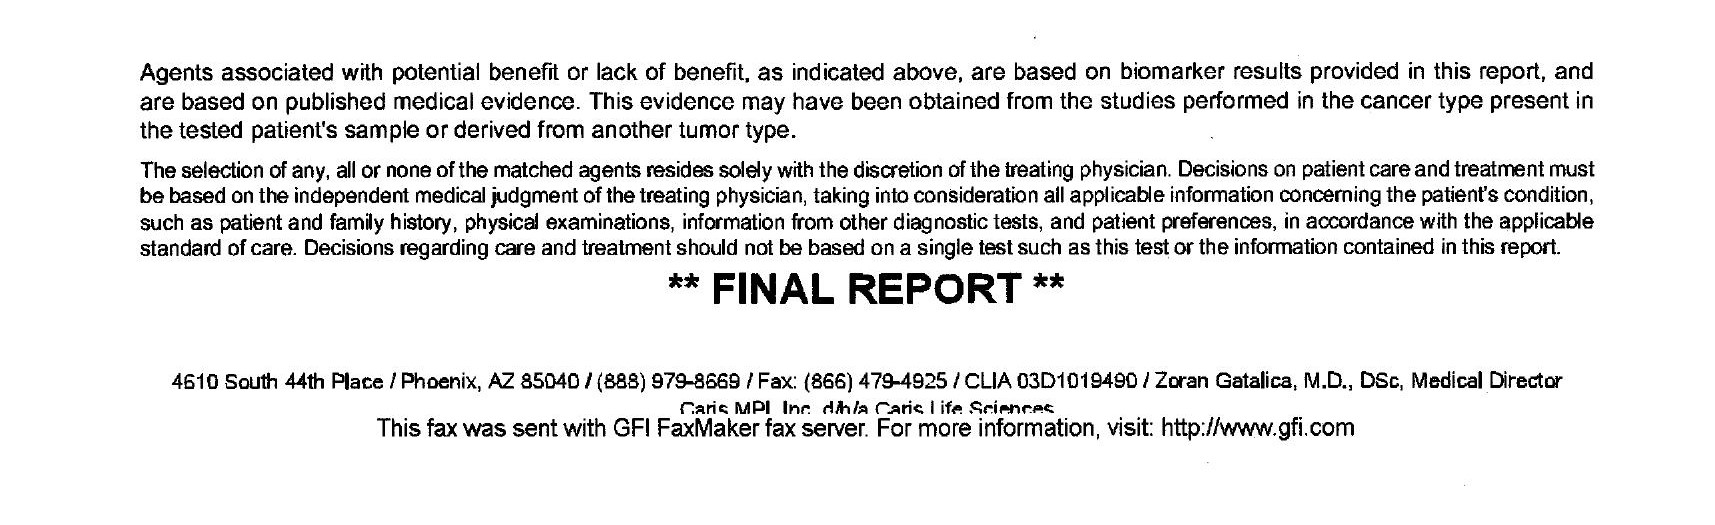 Agents associated with potential benefit or lack of benefit, as indicated above, are based on biomarker results provided in this report, and
are based on published medical evidence. This evidence may have been obtained from the studies performed in the cancer type present in
the tested patient's sample or derived from another tumor type.
The selection of any, all or none of the matched agents resides solely with the discretion of the treating physician. Decisions on patient care and treatment must
be based on the independent medical judgment of the treating physician, taking into consideration all applicable information concerning the patient's condition,
such as patient and family history, physical examinations, information from other diagnostic tests, and patient preferences, in accordance with the applicable
standard of care. Decisions regarding care and treatment should not be based on a single test such as this test or the information contained in this report.
** FINAL REPORT **
4610 South 44th Place / Phoenix, AZ 85040 / (888) 979-8669 / Fax: (866) 479-4925 / CLIA 03D1019490 / Zoran Gatalica, M.D., DSc, Medical Director
Caris MPI, Inc. d/b/a Caris Life Sciences
This fax was sent with GFI FaxMaker fax server. For more information, visit: http://www.gfi.com